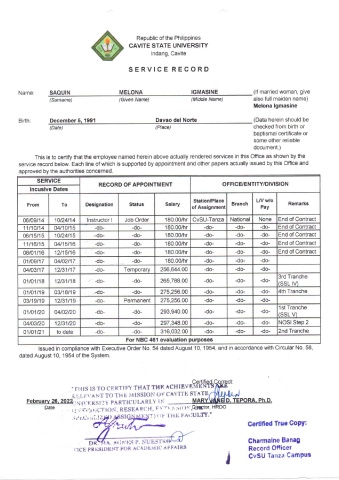 Republic of the Philippines
CAVITE STATE UNIVERSITY
Indang, Cavite
SERVICE RECORD
Name: SAQUIN MELONA IGMASINE (If married women, give
(Surname) (Given Name) (Middle Name) also full maiden name)
Melona Igmasine
Birth: December 5, 1991 Davao del Norte (Data herein should be
(Date) (Place) checked from birth or
baptismal certificate or
some other reliable
document.)
This is to certify that the employee named herein above actually rendered services in this Office as shown by the
service record below. Each line of which is supported by appointment and other papers actually issued by this Office and
approved by the authorities concerned.
SERVICE RECORD OF APPOINTMENT OFFICE/ENTITY/DIVISION
Inclusive Dates
From To Designation Status Salary Station/Place of Assignment Branch L/V w/o Pay Remarks
06/09/14 10/24/14 Instructor I Job Order 180.00/hr CvSU-Tanza National None End of Contract
11/10/14 04/10/15 -do- -do- 180.00/hr -do- -do- -do- End of Contract
06/15/15 10/24/15 -do- -do- 180.00/hr -do- -do- -do- End of Contract
11/16/15 04/15/16 -do- -do- 180.00/hr -do- -do- -do- End of Contract
08/01/16 12/15/16 -do- -do- 180.00/hr -do- -do- -do- End of Contract
01/09/17 04/02/17 -do- -do- 180.00/hr -do- -do- -do-
04/03/17 12/31/17 -do- Temporary 256,644.00 -do- -do- -do-
01/01/18 12/31/18 -do- -do- 265,788.00 -do- -do- -do- 3rd Tranche (SSL IV)
01/01/19 03/18/19 -do- -do- 275,256.00 -do- -do- -do- 4th Tranche
03/19/19 12/31/19 -do- Permanent 275,256.00 -do- -do- -do-
01/01/20 04/02/20 -do- -do- 293,940.00 -do- -do- -do- 1st Tranche (SSL V)
04/03/20 12/31/20 -do- -do- 297,348.00 -do- -do- -do- NOSI Step 2
01/01/21 to date -do- -do- 316,032.00 -do- -do- -do- 2nd Tranche
For NBC 461 evaluation purposes
Issued in compliance with Executive Order No. 54 dated August 10, 1954, and in accordance with Circular No. 58,
dated August 10, 1954 of the System.
Certified Correct:
"THIS IS TO CERTIFY THAT THE ACHIEVEMENTS ARE
RELEVANT TO THE MISSION OF CAVITE STATE
UNIVERSITY PARTICULARLY IN
February 28, 2022 MARY JANE D. TEPORA, Ph.D.
Date Director, HRDO
INSTRUCTION, RESEARCH, EXTENSION
ASSIGNMENT OF THE FACULTY."
DR. MA. AGNES P. NUESTRO
VICE PRESIDENT FOR ACADEMIC AFFAIRS
Certified True Copy:
Charmaine Banag
Record Officer
CvSU Tanza Campus